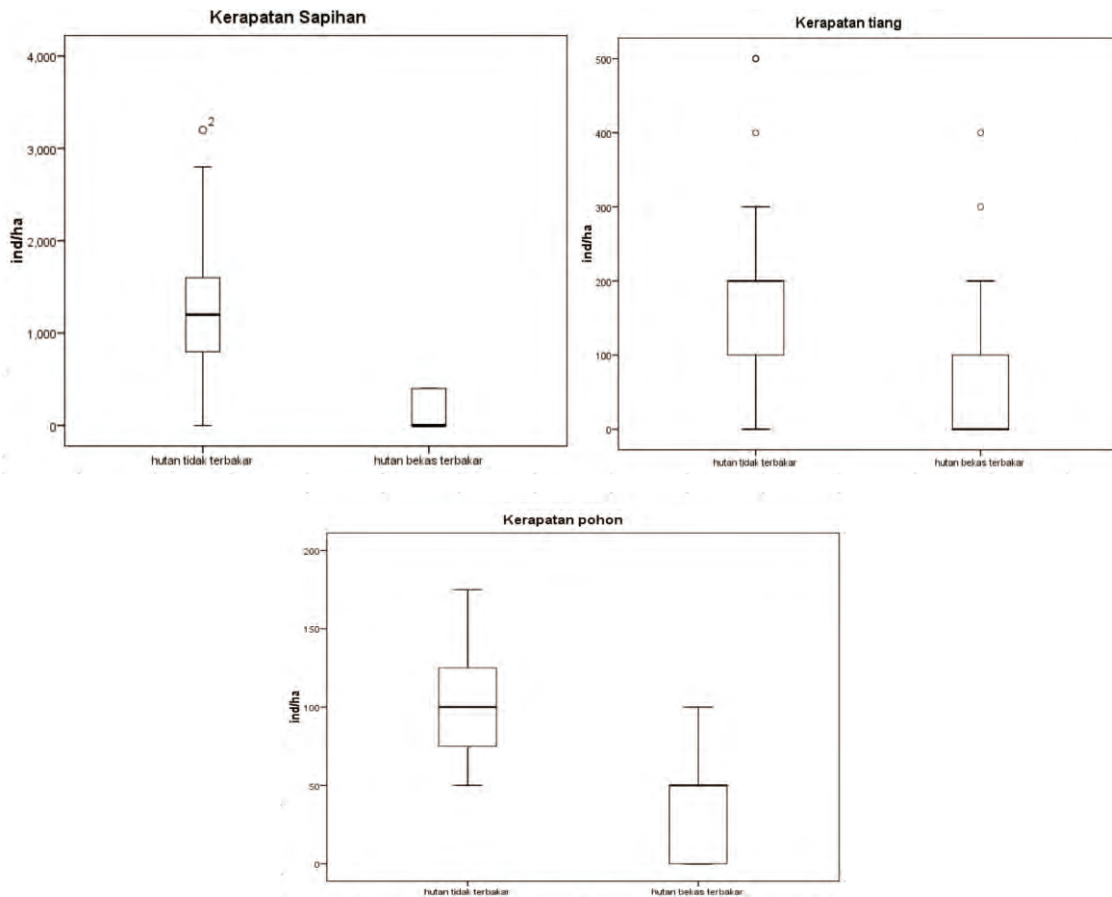 Kerapatan Sapihan
4,000
3,000
2,000
1,000
0
ind/ha
2
hutan tidak terbakar
hutan bekas terbakar
Kerapatan tiang
500
400
300
200
100
0
ind/ha
hutan tidak terbakar
hutan bekas terbakar
Kerapatan pohon
200
150
100
50
0
ind/ha
hutan tidak terbakar
hutan bekas terbakar